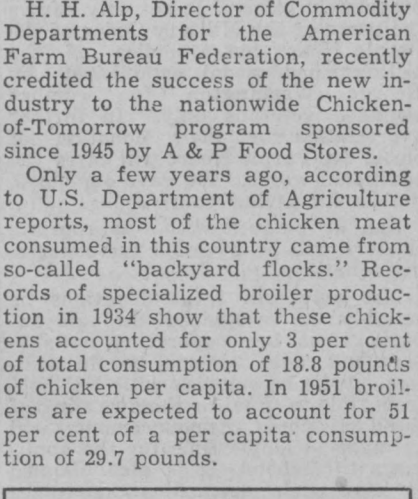 H. H. Alp, Director of Commodity
Departments for the American
Farm Bureau Federation, recently
credited the success of the new in-
dustry to the nationwide Chicken-
of-Tomorrow program sponsored
since 1945 by A & P Food Stores.
Only a few years ago, according
to U.S. Department of Agriculture
reports, most of the chicken meat
consumed in this country came from
so-called "backyard flocks." Rec-
ords of specialized broiler produc-
tion in 1934 show that these chick-
ens accounted for only 3 per cent
of total consumption of 18.8 pounds
of chicken per capita. In 1951 broil-
ers are expected to account for 51
per cent of a per capita consump-
tion of 29.7 pounds.